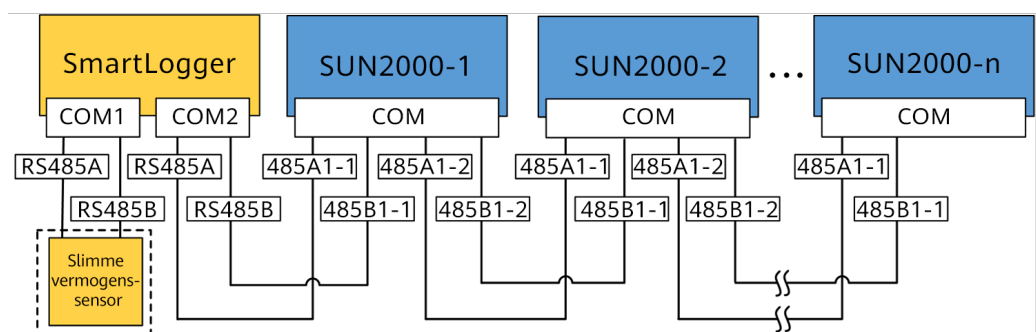 SmartLogger
SUN2000-1
SUN2000-2
...
SUN2000-n
COM1
COM2
COM
COM
COM
RS485A
RS485A
485A1-1
485A1-2
485A1-1
485A1-2
485A1-1
RS485B
RS485B
485B1-1
485B1-2
485B1-1
485B1-2
485B1-1
Slimme
vermogens-
sensor